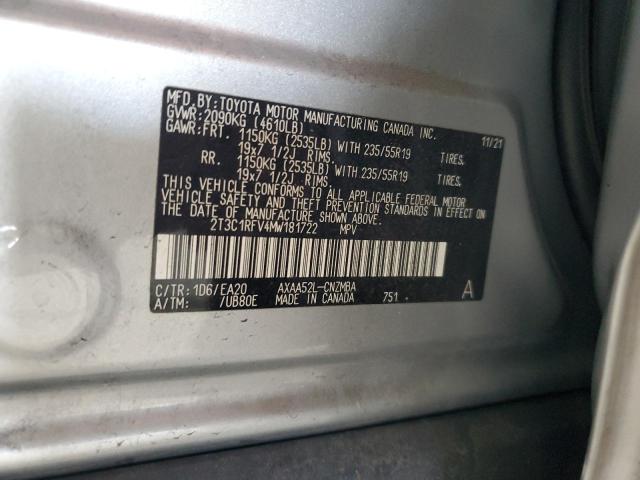 MFD. BY: TOYOTA MOTOR MANUFACTURING CANADA INC.
GVWR: 2090KG (4610LB) 11/21
GAWR: FRT. 1150KG (2535LB) WITH 235/55R19 TIRES,
19x7 1/2J RIMS.
RR. 1150KG (2535LB) WITH 235/55R19 TIRES,
19x7 1/2J RIMS.
THIS VEHICLE CONFORMS TO ALL APPLICABLE FEDERAL MOTOR
VEHICLE SAFETY AND THEFT PREVENTION STANDARDS IN EFFECT ON
THE DATE OF MANUFACTURE SHOWN ABOVE.
2T3C1RFV4MW181722 MPV
C/TR: 1D6/EA20 AXAA52L-CNZMBA A
A/TM: /UB80E MADE IN CANADA 751